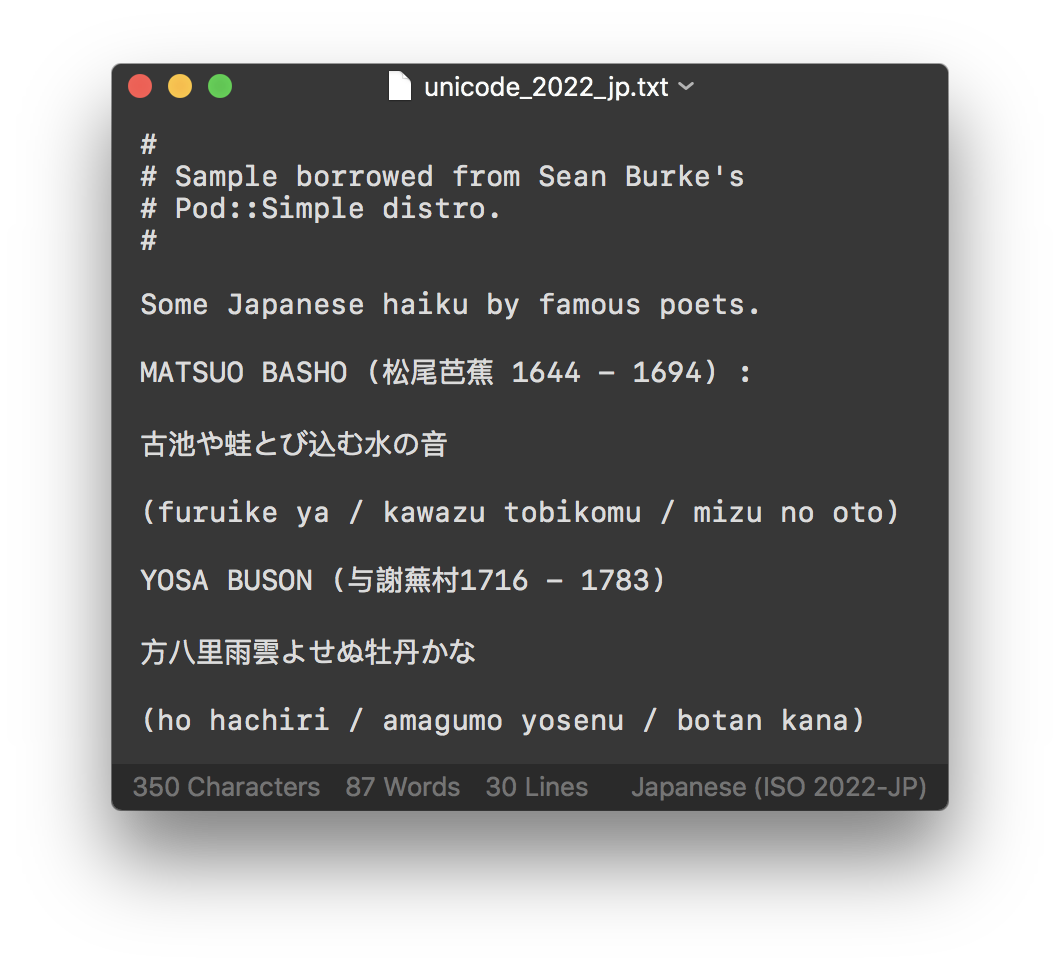 unicode_2022_jp.txt
#
# Sample borrowed from Sean Burke's
# Pod::Simple distro.
#
Some Japanese haiku by famous poets.
MATSUO BASHO (松尾芭蕉 1644 – 1694) :
古池や蛙とび込む水の音
(furuike ya / kawazu tobikomu / mizu no oto)
YOSA BUSON (与謝蕪村1716 – 1783)
方八里雨雲よせぬ牡丹かな
(ho hachiri / amagumo yosenu / botan kana)
350 Characters 87 Words 30 Lines Japanese (ISO 2022-JP)